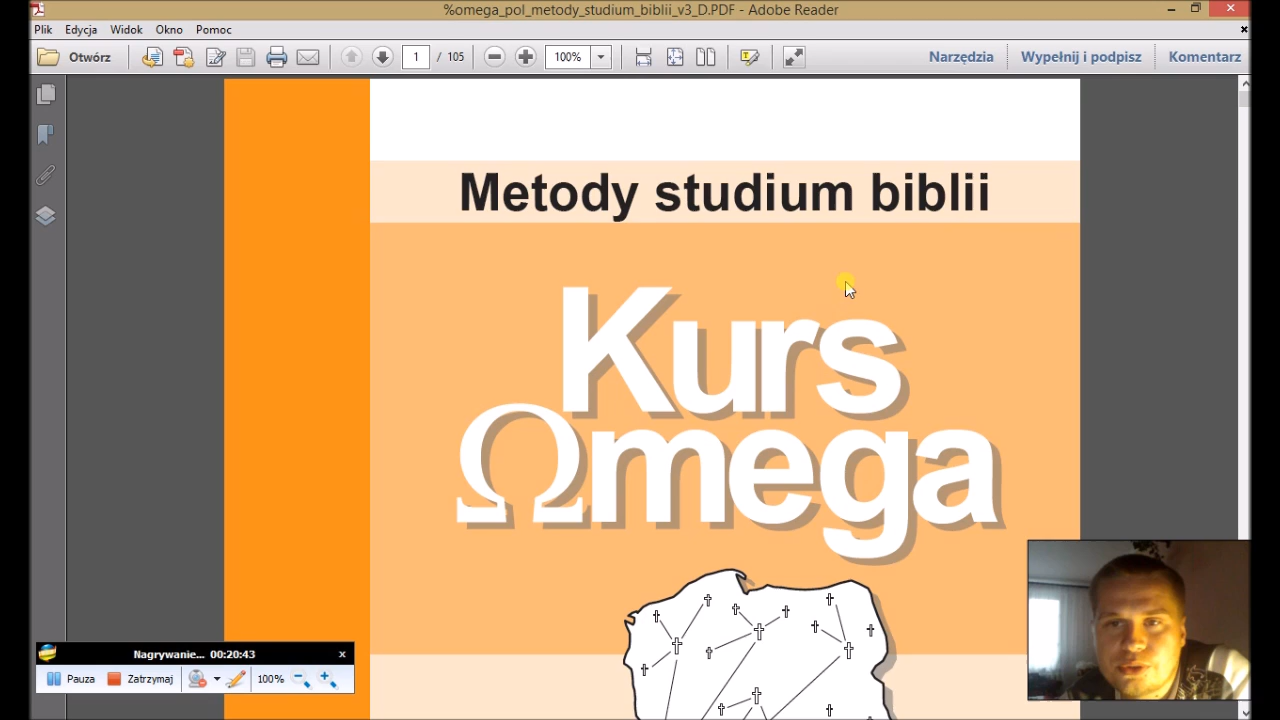 %omega_pol_metody_studium_biblii_v3_D.PDF - Adobe Reader
Plik Edycja Widok Okno Pomoc
Otwórz 1 / 105 100% Narzędzia Wypełnij i podpisz Komentarz
Metody studium biblii
Kurs
Ωmega
Nagrywanie... 00:20:43
Pauza Zatrzymaj 100%